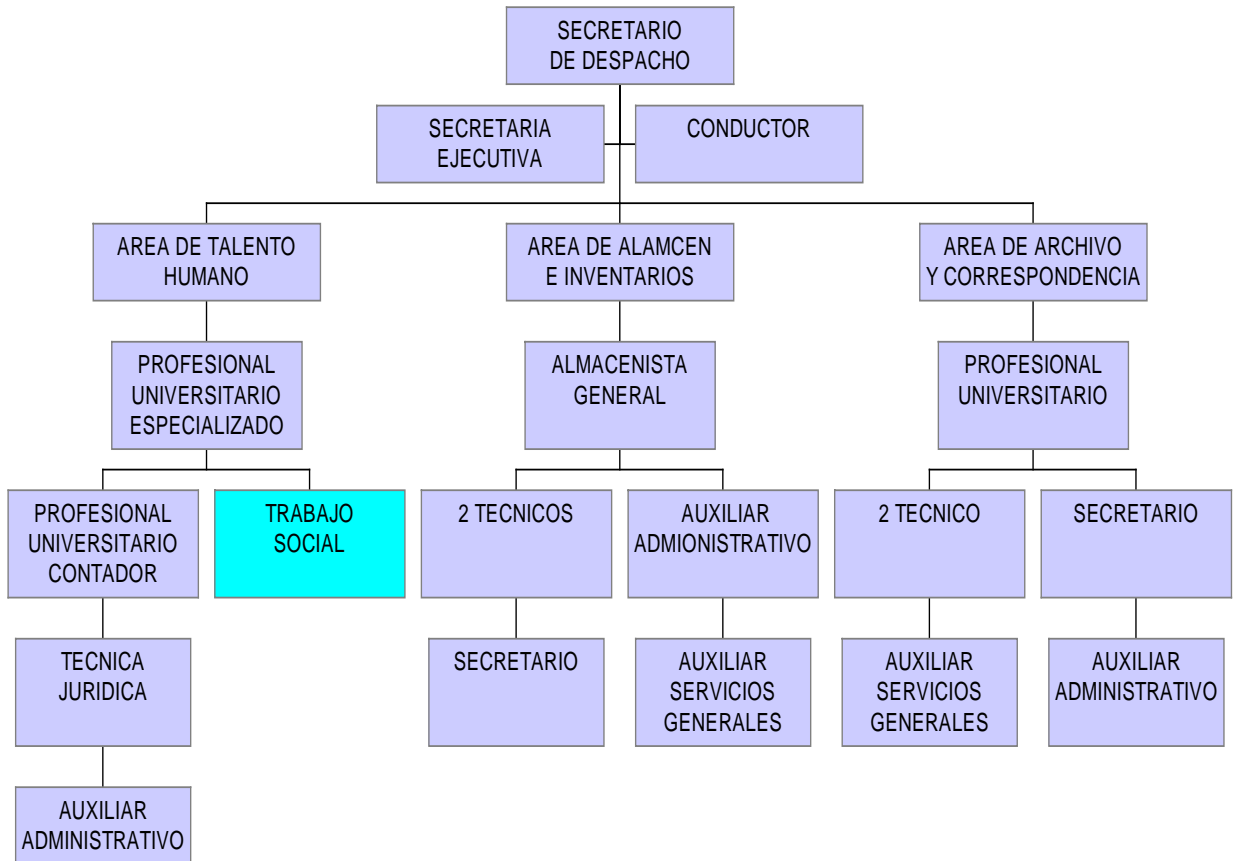 SECRETARIO
DE DESPACHO
SECRETARIA
EJECUTIVA
CONDUCTOR
AREA DE TALENTO
HUMANO
AREA DE ALAMCEN
E INVENTARIOS
AREA DE ARCHIVO
Y CORRESPONDENCIA
PROFESIONAL
UNIVERSITARIO
ESPECIALIZADO
ALMACENISTA
GENERAL
PROFESIONAL
UNIVERSITARIO
PROFESIONAL
UNIVERSITARIO
CONTADOR
TRABAJO
SOCIAL
2 TECNICOS
AUXILIAR
ADMIONISTRATIVO
2 TECNICO
SECRETARIO
TECNICA
JURIDICA
SECRETARIO
AUXILIAR
SERVICIOS
GENERALES
AUXILIAR
SERVICIOS
GENERALES
AUXILIAR
ADMINISTRATIVO
AUXILIAR
ADMINISTRATIVO